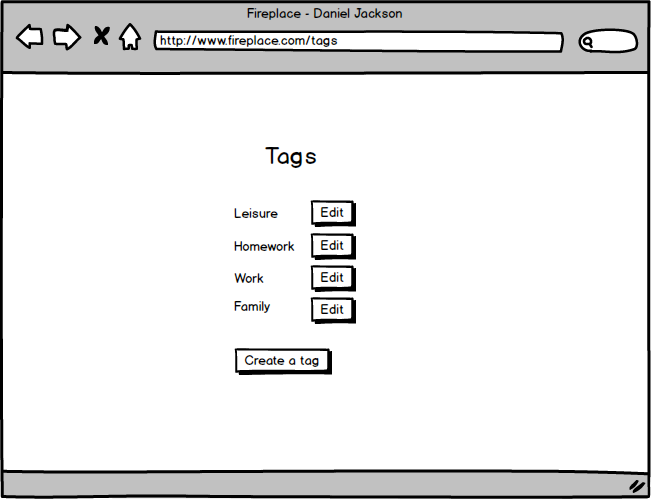 Fireplace - Daniel Jackson
http://www.fireplace.com/tags
Tags
Leisure Edit
Homework Edit
Work Edit
Family Edit
Create a tag